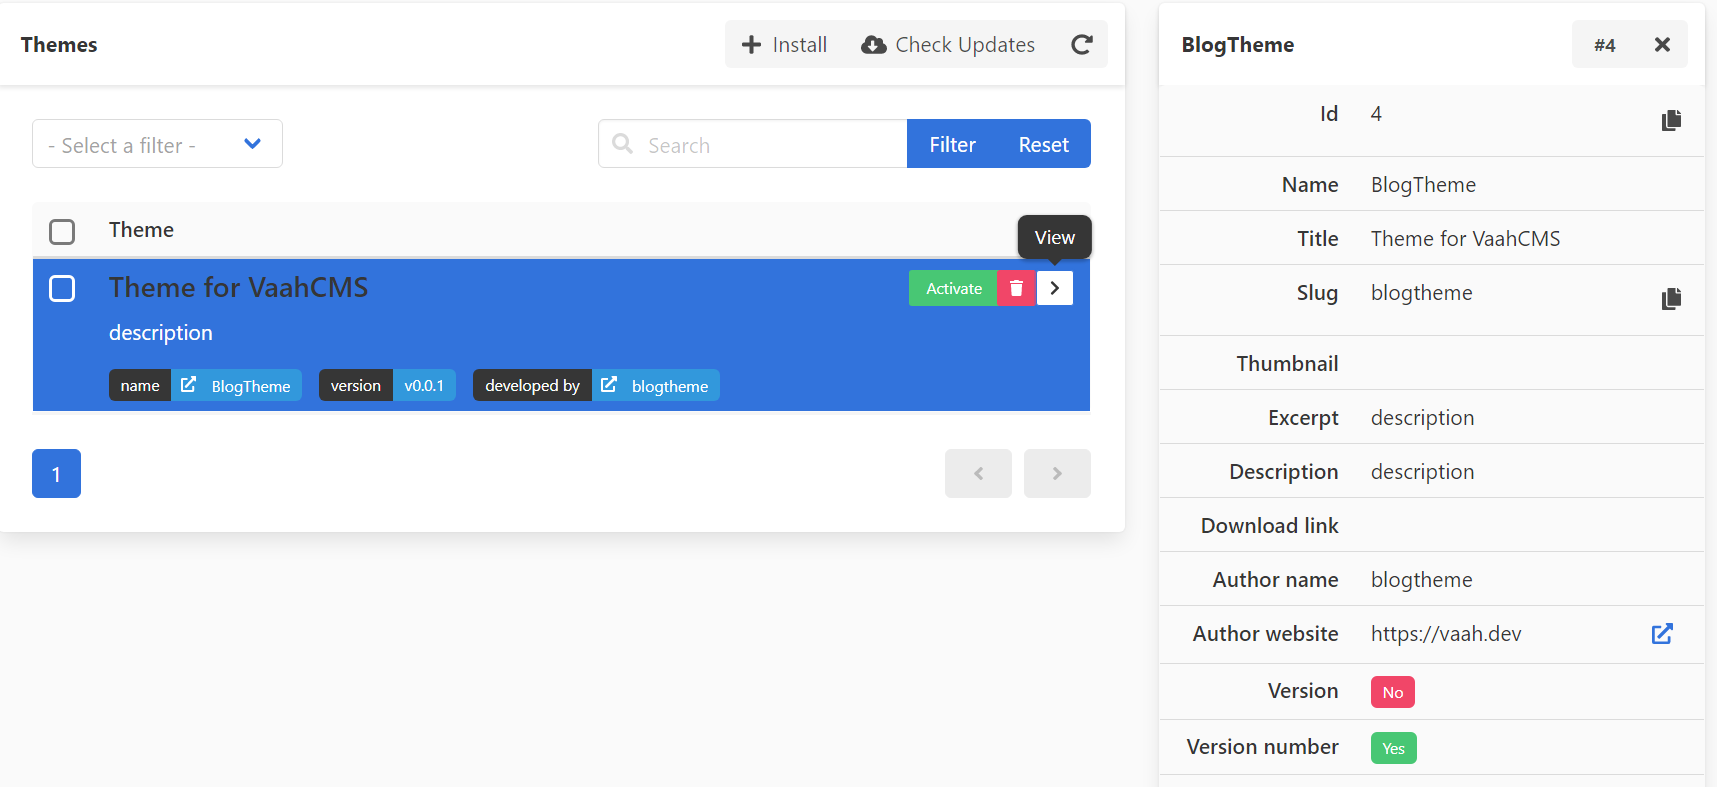 Themes
Install
Check Updates
- Select a filter -
Search
Filter
Reset
Theme
View
Theme for VaahCMS
Activate
description
name BlogTheme
version v0.0.1
developed by blogtheme
1
BlogTheme
#4
Id 4
Name BlogTheme
Title Theme for VaahCMS
Slug blogtheme
Thumbnail
Excerpt description
Description description
Download link
Author name blogtheme
Author website https://vaah.dev
Version No
Version number Yes